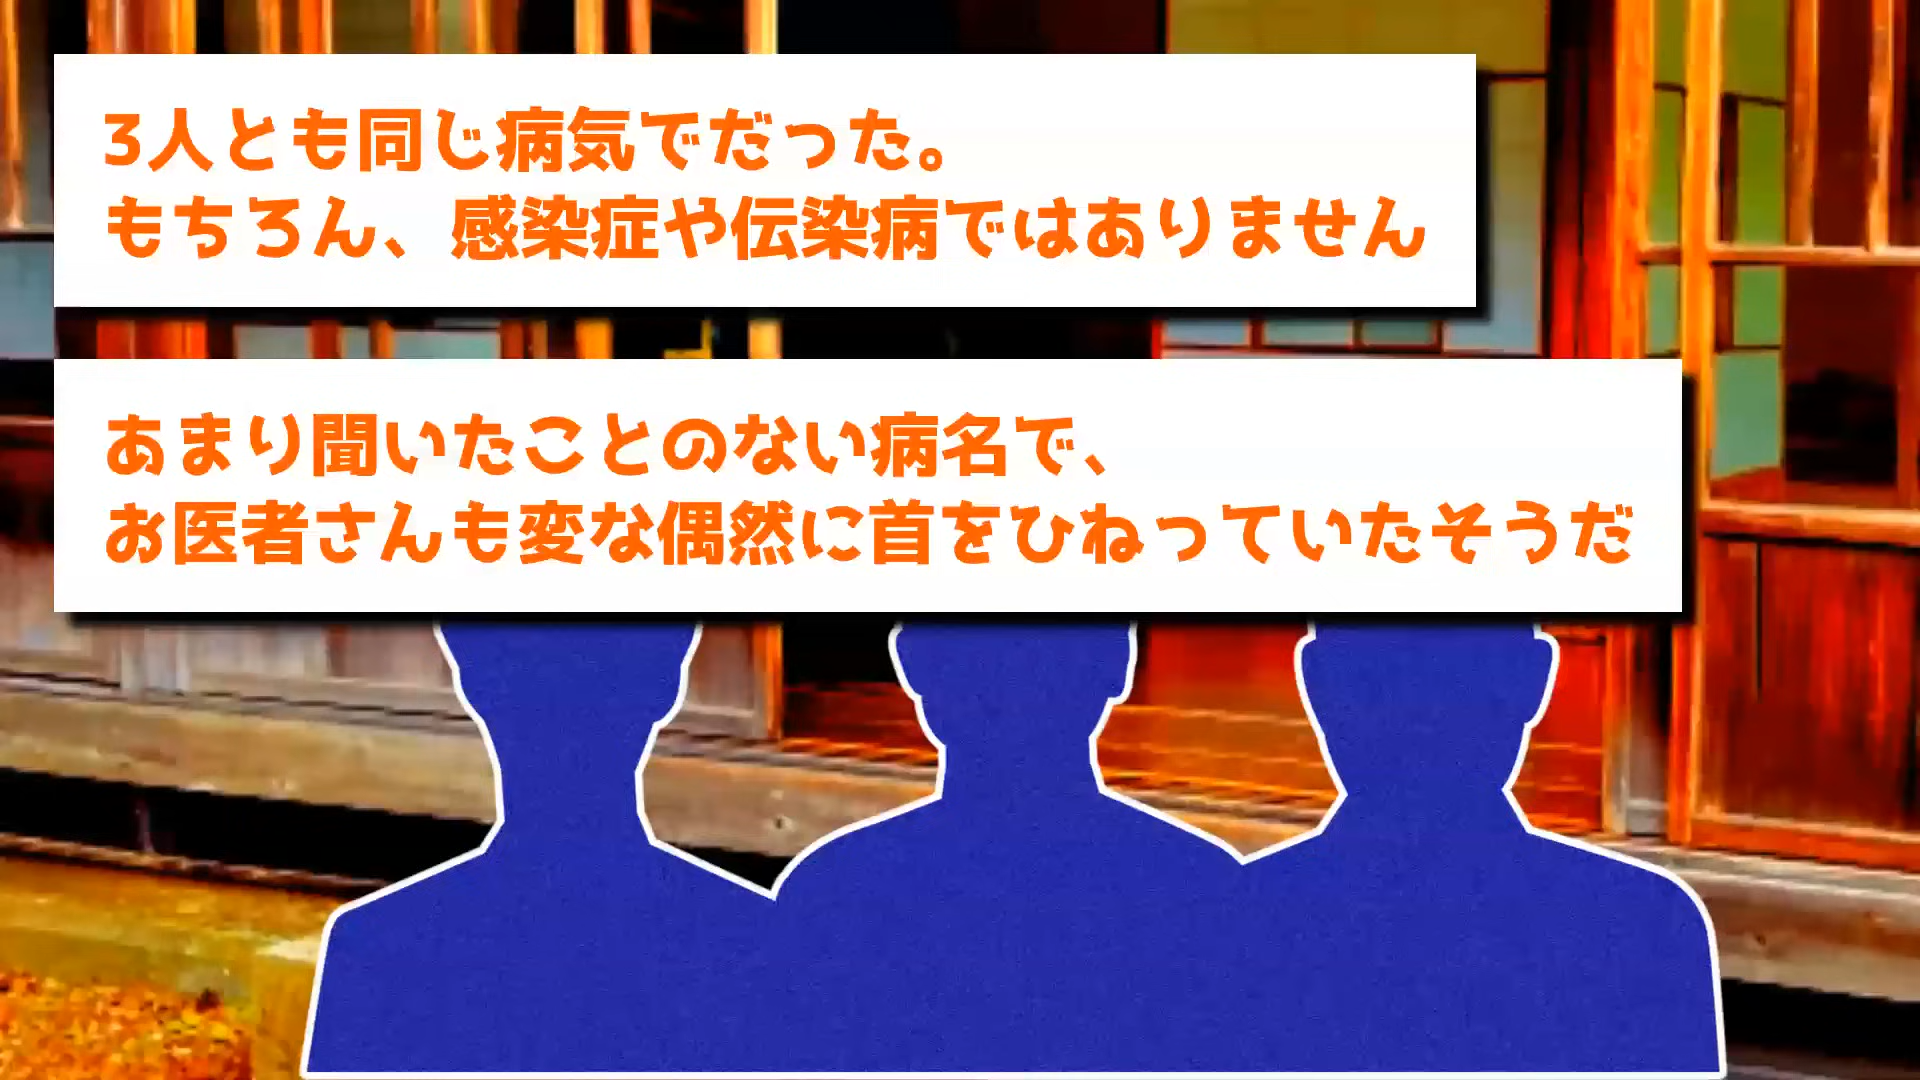 3人とも同じ病気でだった。
もちろん、感染症や伝染病ではありません
あまり聞いたことのない病名で、
お医者さんも変な偶然に首をひねっていたそうだ